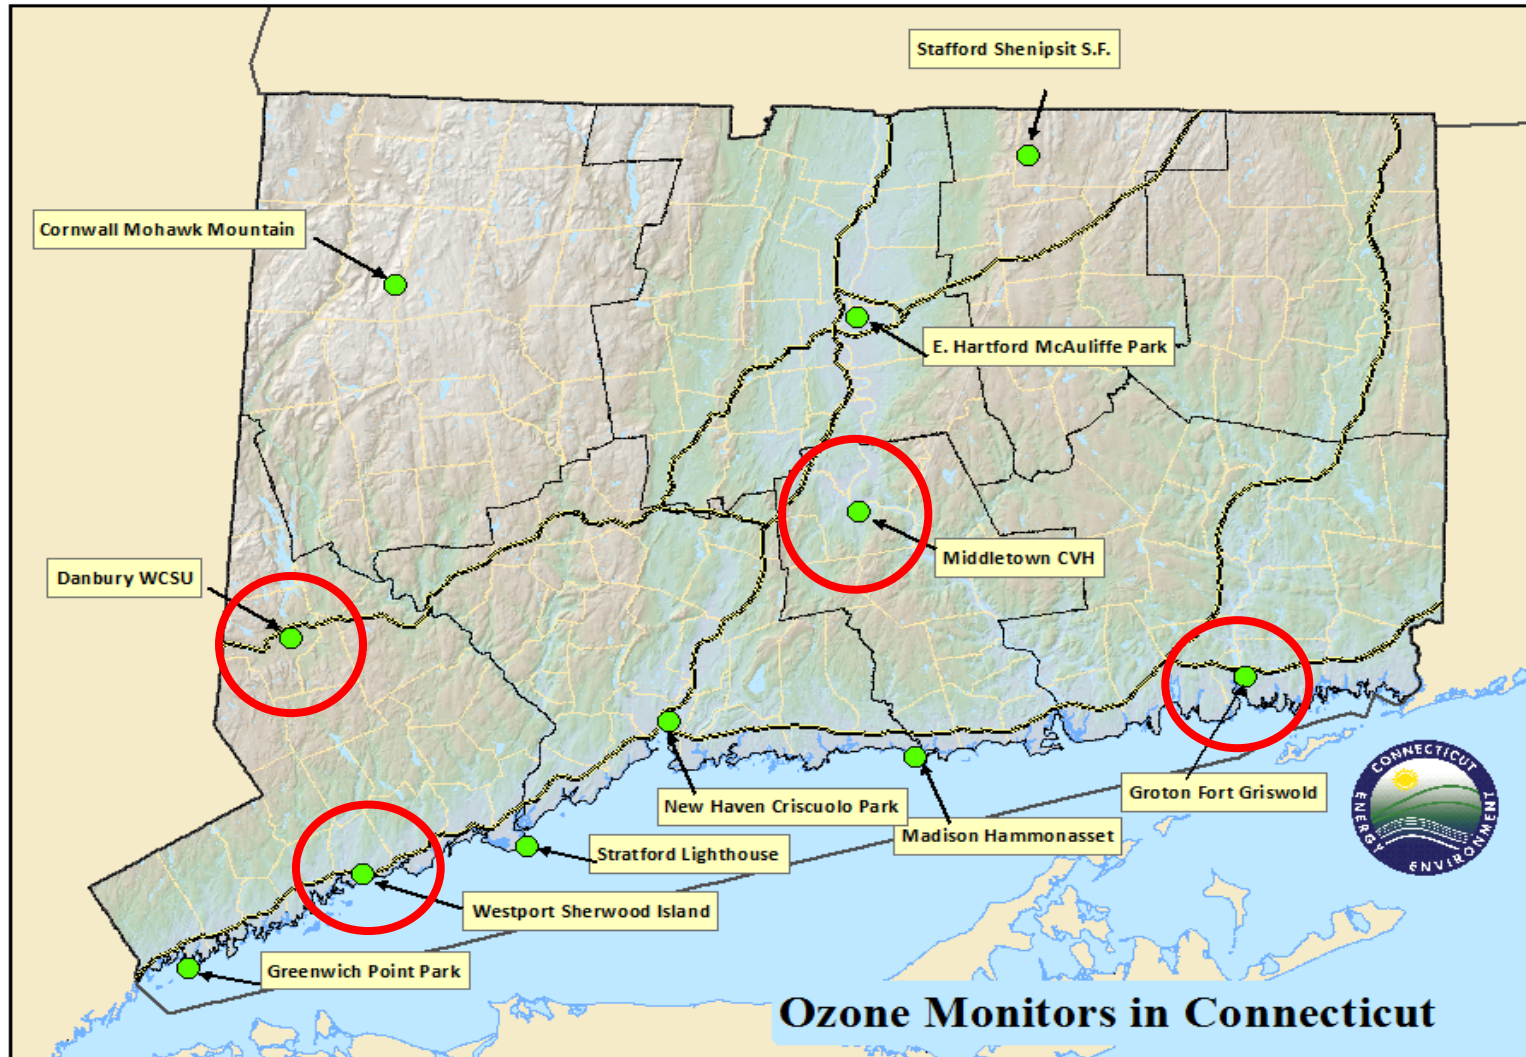 Stafford Shenipsit S.F.
Cornwall Mohawk Mountain
E. Hartford McAuliffe Park
Middletown CVH
Danbury WCSU
Groton Fort Griswold
New Haven Criscuolo Park
Madison Hammonasset
Stratford Lighthouse
Westport Sherwood Island
Greenwich Point Park
CONNECTICUT
ENERGY
ENVIRONMENT
Ozone Monitors in Connecticut